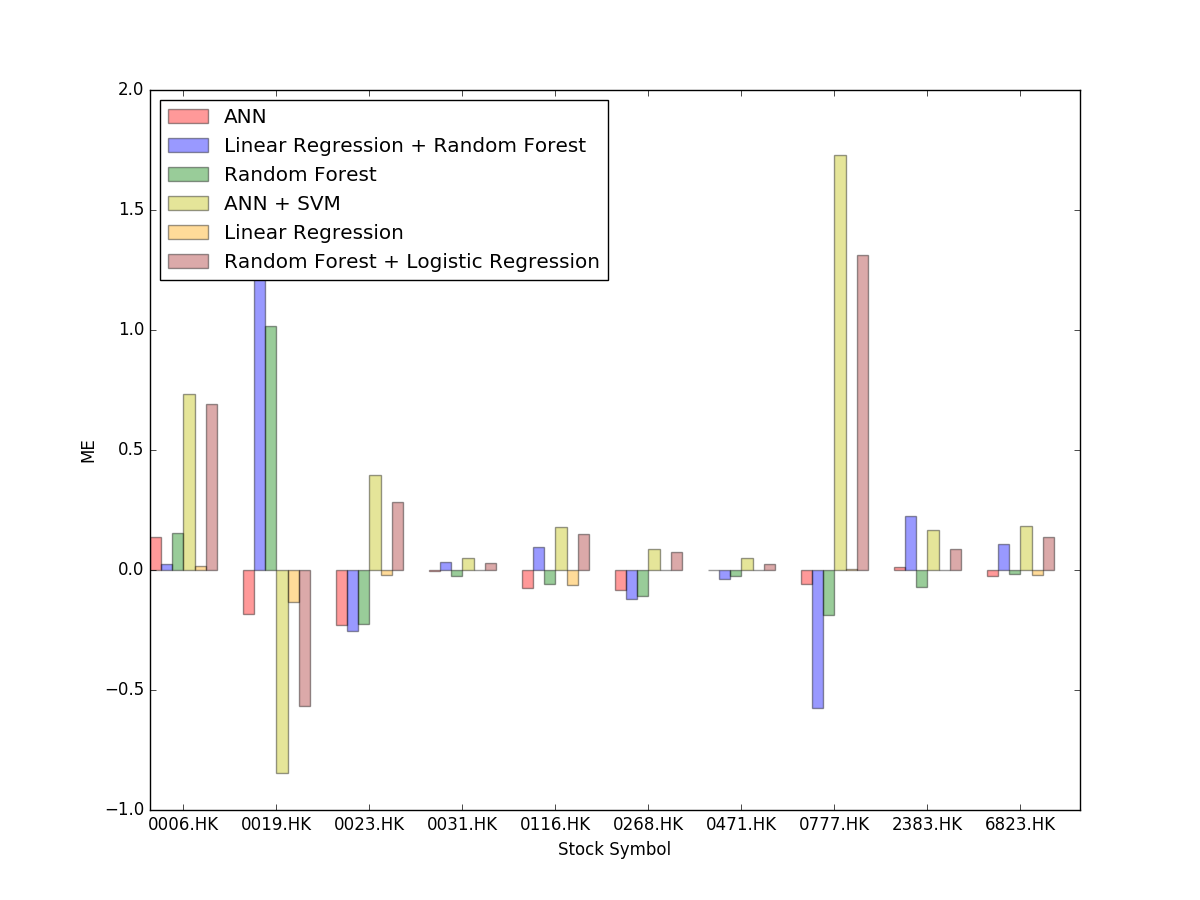 2.0
1.5
1.0
0.5
0.0
−0.5
−1.0
ME
ANN
Linear Regression + Random Forest
Random Forest
ANN + SVM
Linear Regression
Random Forest + Logistic Regression
0006.HK 0019.HK 0023.HK 0031.HK 0116.HK 0268.HK 0471.HK 0777.HK 2383.HK 6823.HK
Stock Symbol